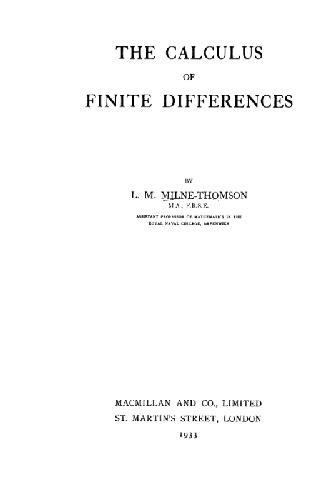 THE CALCULUS
OF
FINITE DIFFERENCES
BY
L. M. MILNE-THOMSON
M.A., F.R.S.E.
ASSISTANT PROFESSOR OF MATHEMATICS IN THE
ROYAL NAVAL COLLEGE, GREENWICH
MACMILLAN AND CO., LIMITED
ST. MARTIN'S STREET, LONDON
1933